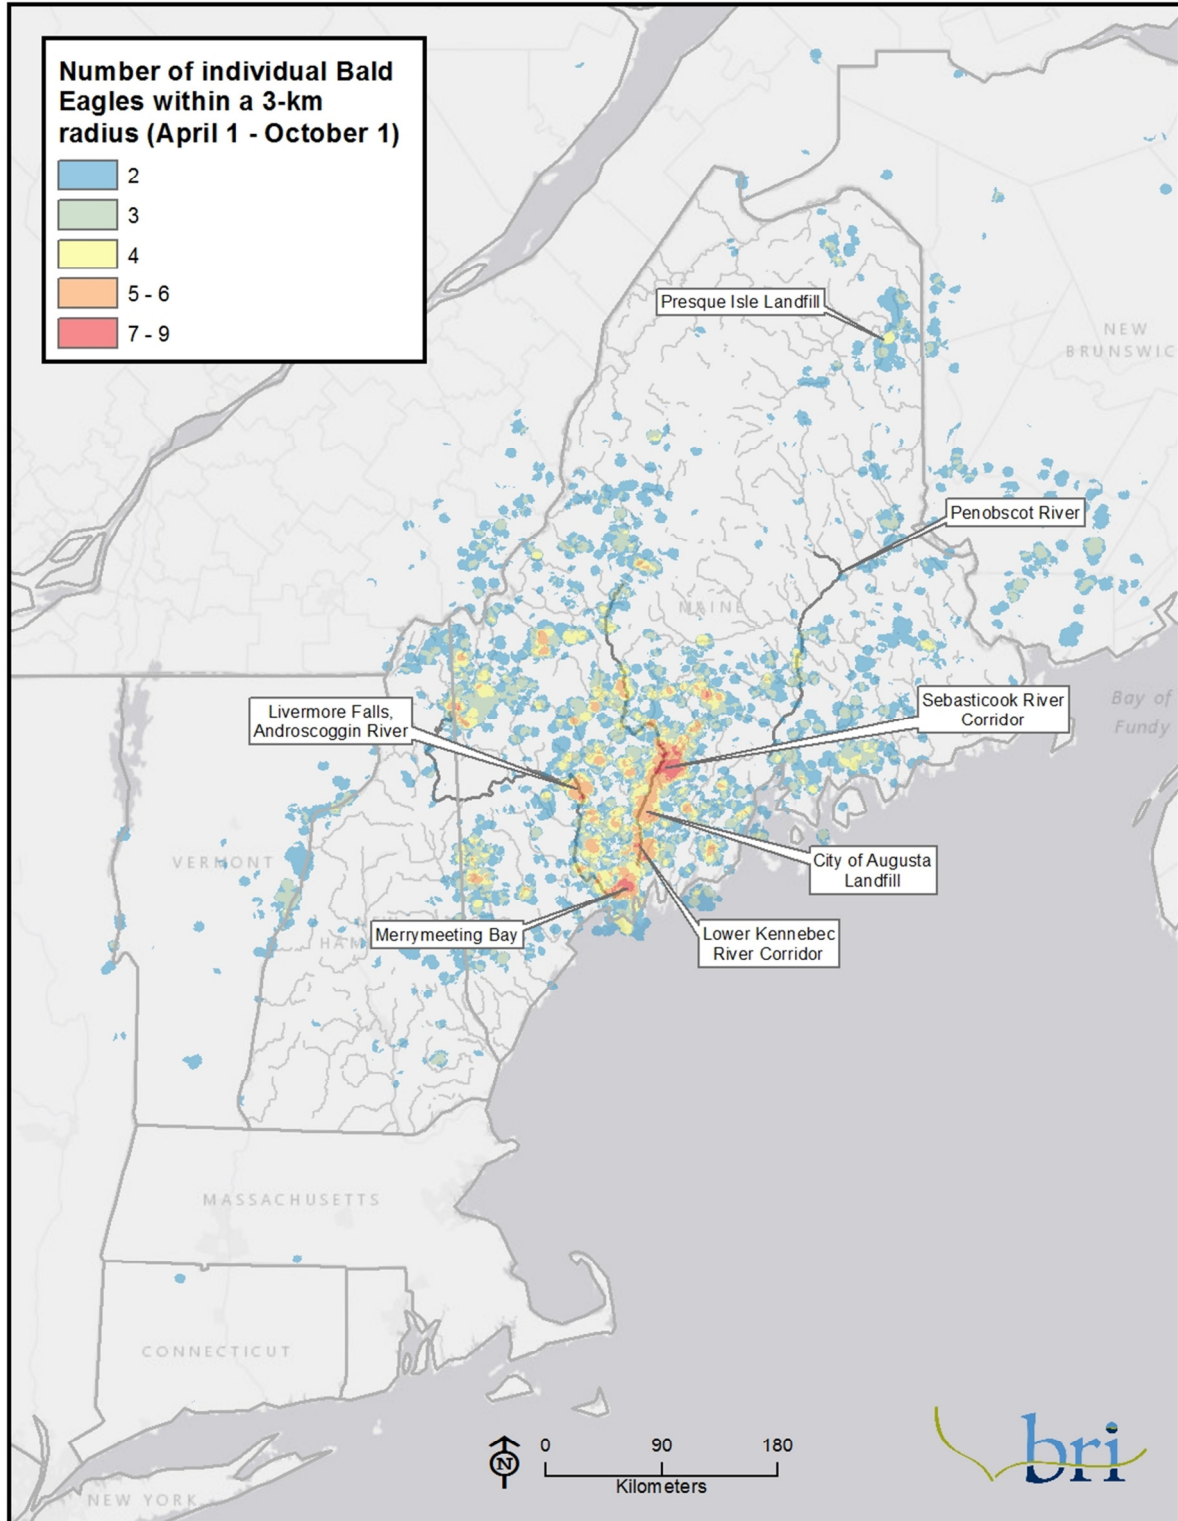 Number of individual Bald
Eagles within a 3-km
radius (April 1 - October 1)
2
3
4
5 - 6
7 - 9
Presque Isle Landfill
NEW
BRUNSWIC
Penobscot River
MAINE
Sebasticook River
Corridor
Bay of
Fundy
Livermore Falls,
Androscoggin River
VERMONT
City of Augusta
Landfill
HAM
Merrymeeting Bay
Lower Kennebec
River Corridor
MASSACHUSETTS
CONNECTICUT
NEW YORK
N
0 90 180
Kilometers
bri